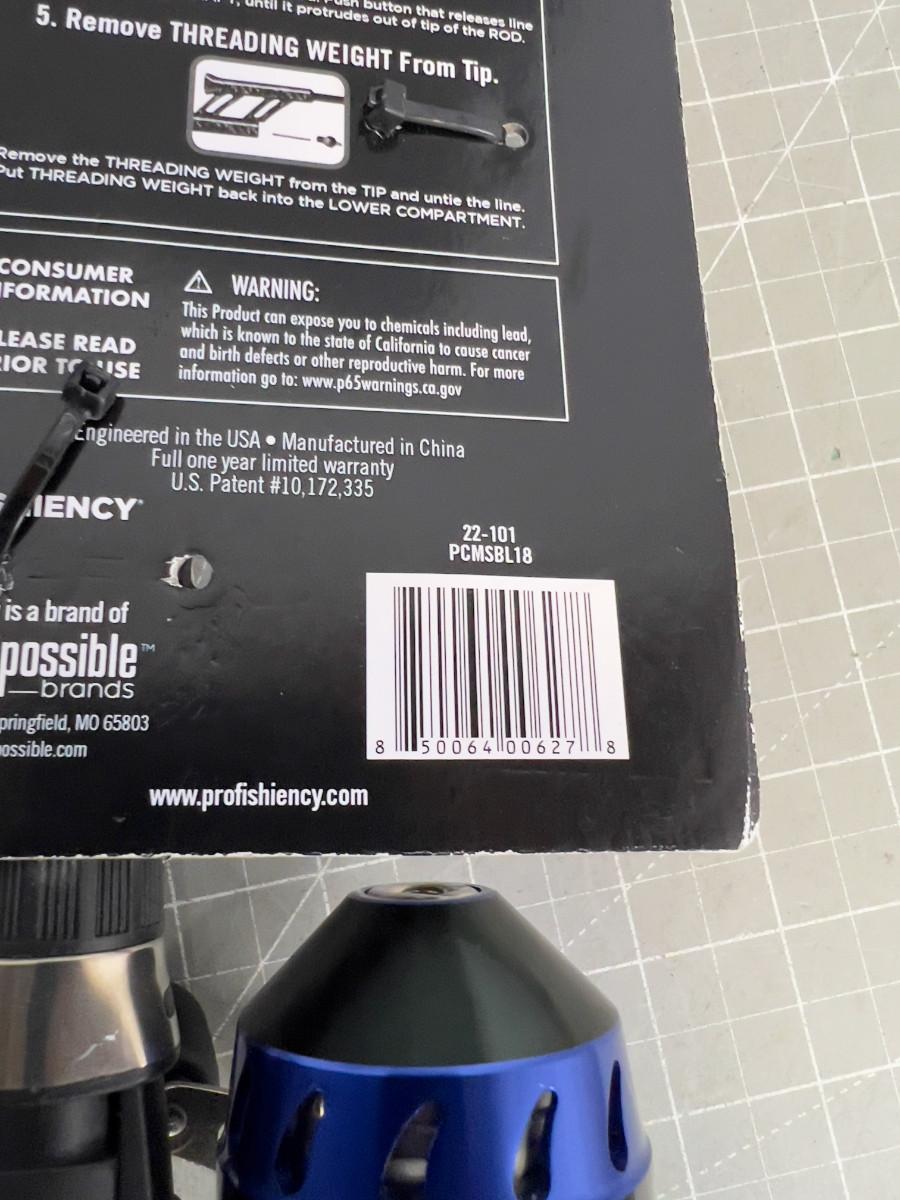 Push button that releases line
until it protrudes out of tip of the ROD.
5. Remove THREADING WEIGHT From Tip.
Remove the THREADING WEIGHT from the TIP and untie the line.
Put THREADING WEIGHT back into the LOWER COMPARTMENT.
CONSUMER
FORMATION
LEASE READ
RIOR TO USE
WARNING:
This Product can expose you to chemicals including lead,
which is known to the state of California to cause cancer
and birth defects or other reproductive harm. For more
information go to: www.p65warnings.ca.gov
Engineered in the USA • Manufactured in China
Full one year limited warranty
U.S. Patent #10,172,335
HIENCY
is a brand of
possible™
brands
pringfield, MO 65803
ossible.com
www.profishiency.com
22-101
PCMSBL18
8 50064 00627 8